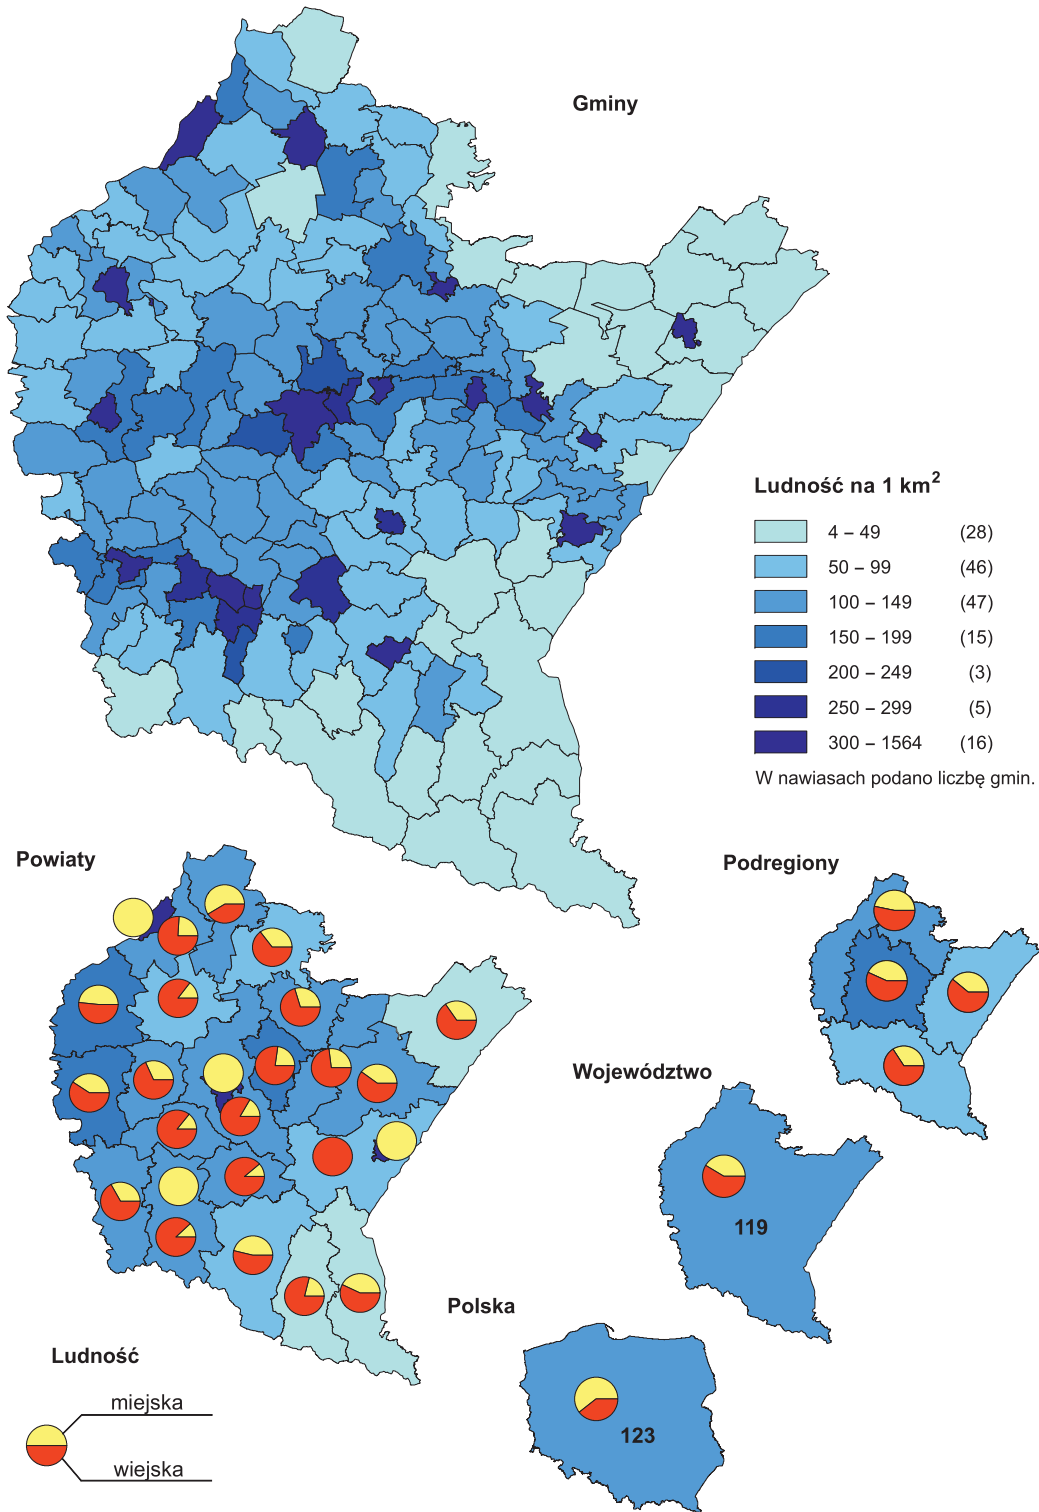 Gminy
Ludność na 1 km²
4 – 49 (28)
50 – 99 (46)
100 – 149 (47)
150 – 199 (15)
200 – 249 (3)
250 – 299 (5)
300 – 1564 (16)
W nawiasach podano liczbę gmin.
Powiaty
Podregiony
Województwo
119
Polska
123
Ludność
miejska
wiejska